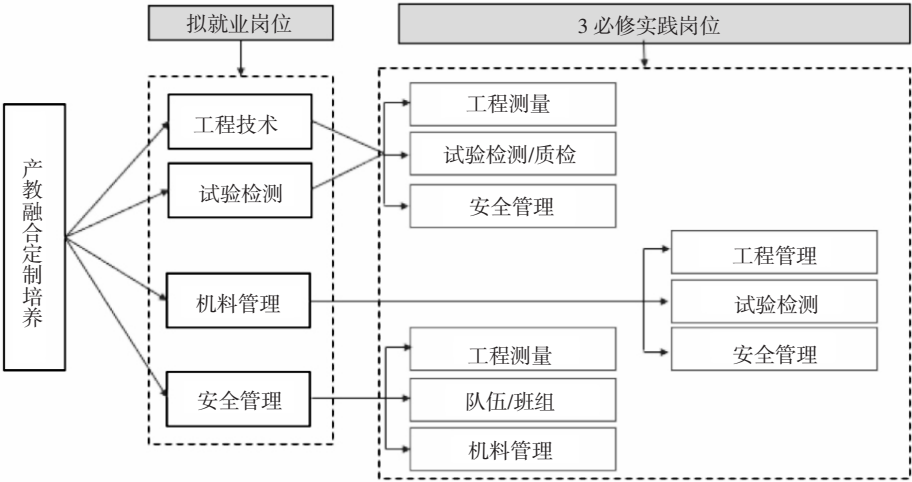 拟就业岗位
3 必修实践岗位
产教融合定制培养
工程技术
试验检测
机料管理
安全管理
工程测量
试验检测/质检
安全管理
工程管理
试验检测
安全管理
工程测量
队伍/班组
机料管理